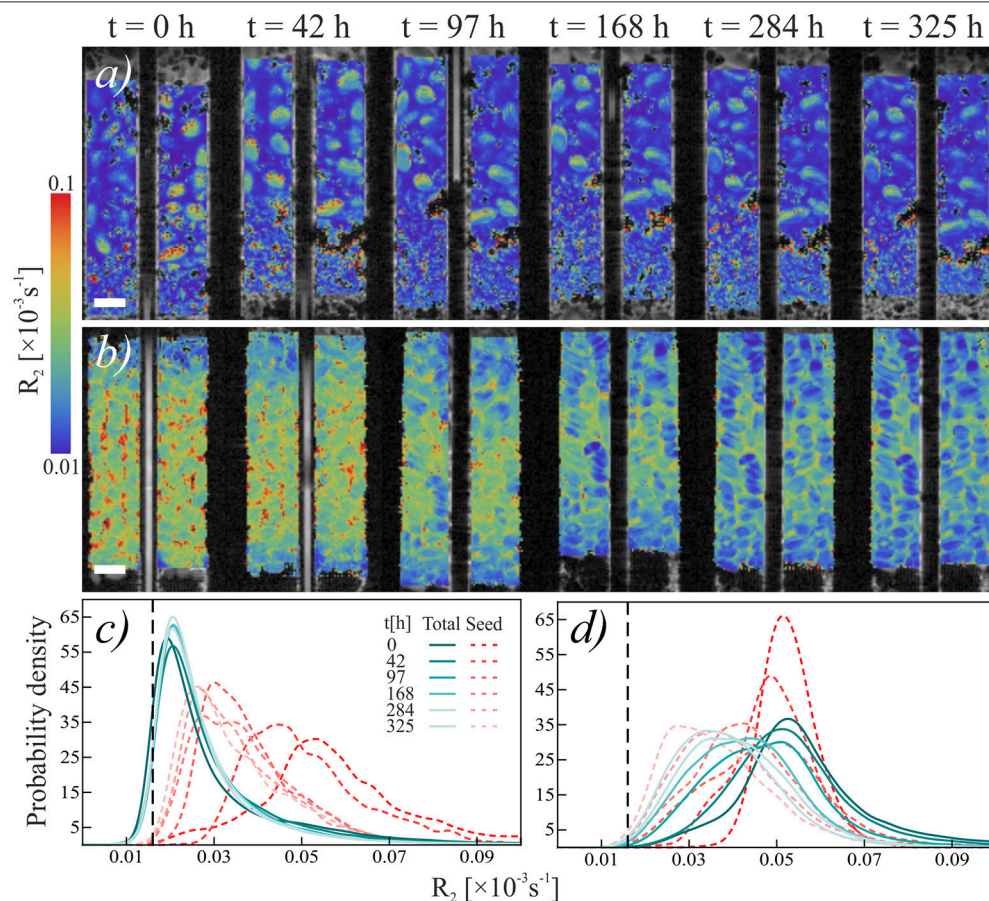 t = 0 h t = 42 h t = 97 h t = 168 h t = 284 h t = 325 h
a)
0.1
R₂ [×10⁻³ s⁻¹]
0.01
b)
c)
t[h] Total Seed
0
42
97
168
284
325
65
55
45
35
25
15
5
Probability density
0.01 0.03 0.05 0.07 0.09
d)
65
55
45
35
25
15
5
0.01 0.03 0.05 0.07 0.09
R₂ [×10⁻³s⁻¹]